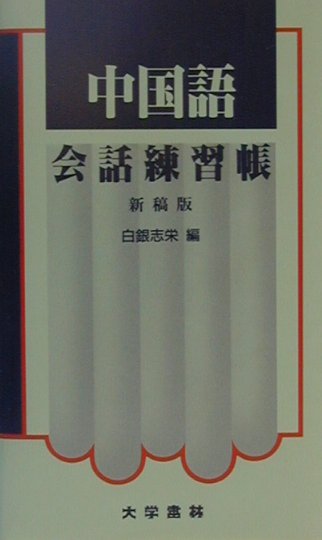 中国語
会話練習帳
新稿版
白銀志栄 編
大学書林